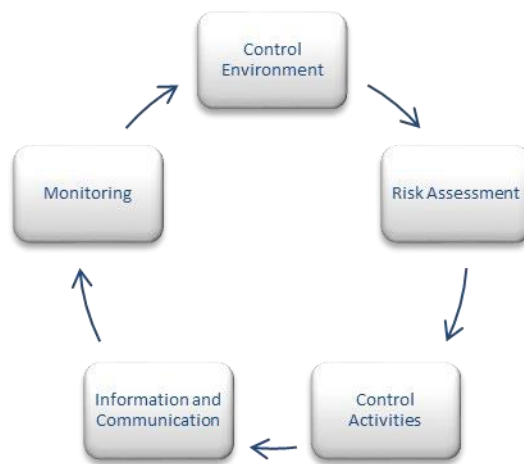 Control
Environment
Risk Assessment
Control
Activities
Information and
Communication
Monitoring